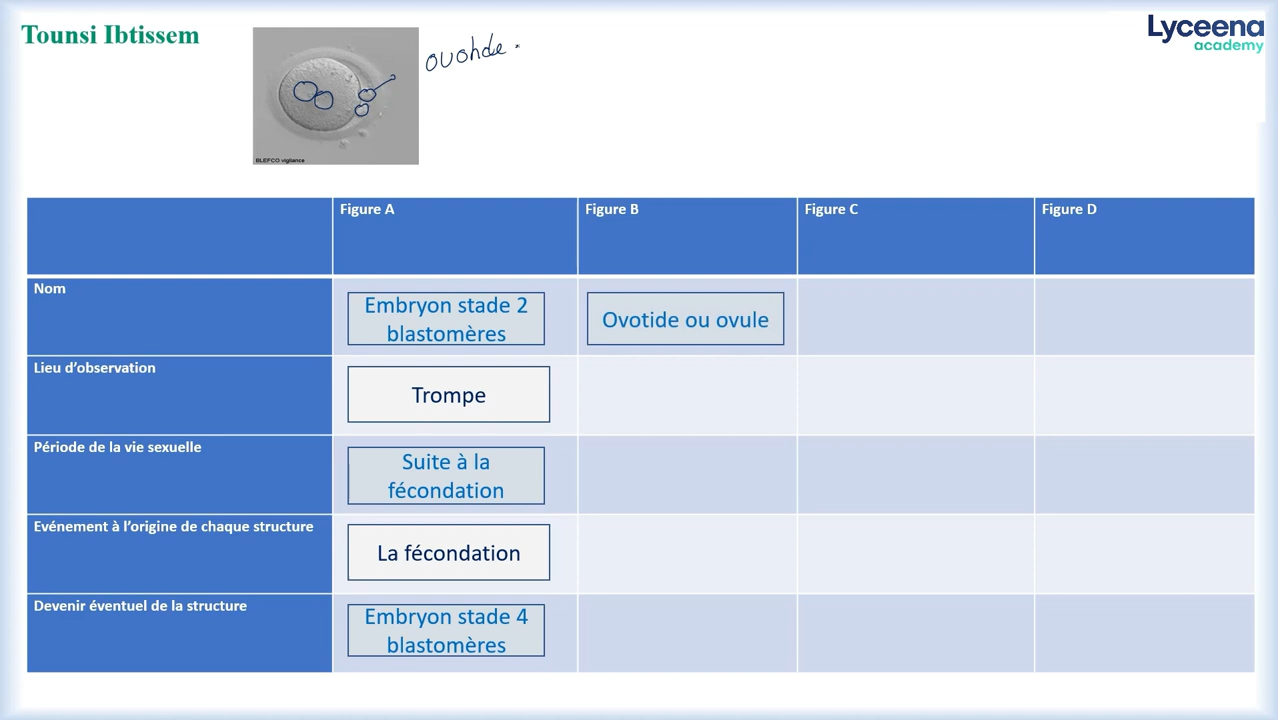 Tounsi Ibtissem
ovotide
Lyceena
academy
BLEFCO vigilance
Figure A
Figure B
Figure C
Figure D
Nom
Embryon stade 2
blastomères
Ovotide ou ovule
Lieu d’observation
Trompe
Période de la vie sexuelle
Suite à la
fécondation
Evénement à l’origine de chaque structure
La fécondation
Devenir éventuel de la structure
Embryon stade 4
blastomères